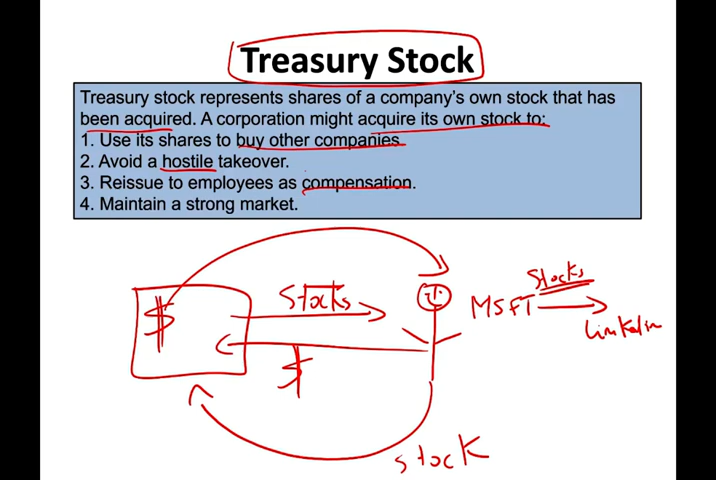 Treasury Stock
Treasury stock represents shares of a company's own stock that has
been acquired. A corporation might acquire its own stock to:
1. Use its shares to buy other companies.
2. Avoid a hostile takeover.
3. Reissue to employees as compensation.
4. Maintain a strong market.
$
Stocks
$
stock
Stocks
MSFT
LinkedIn